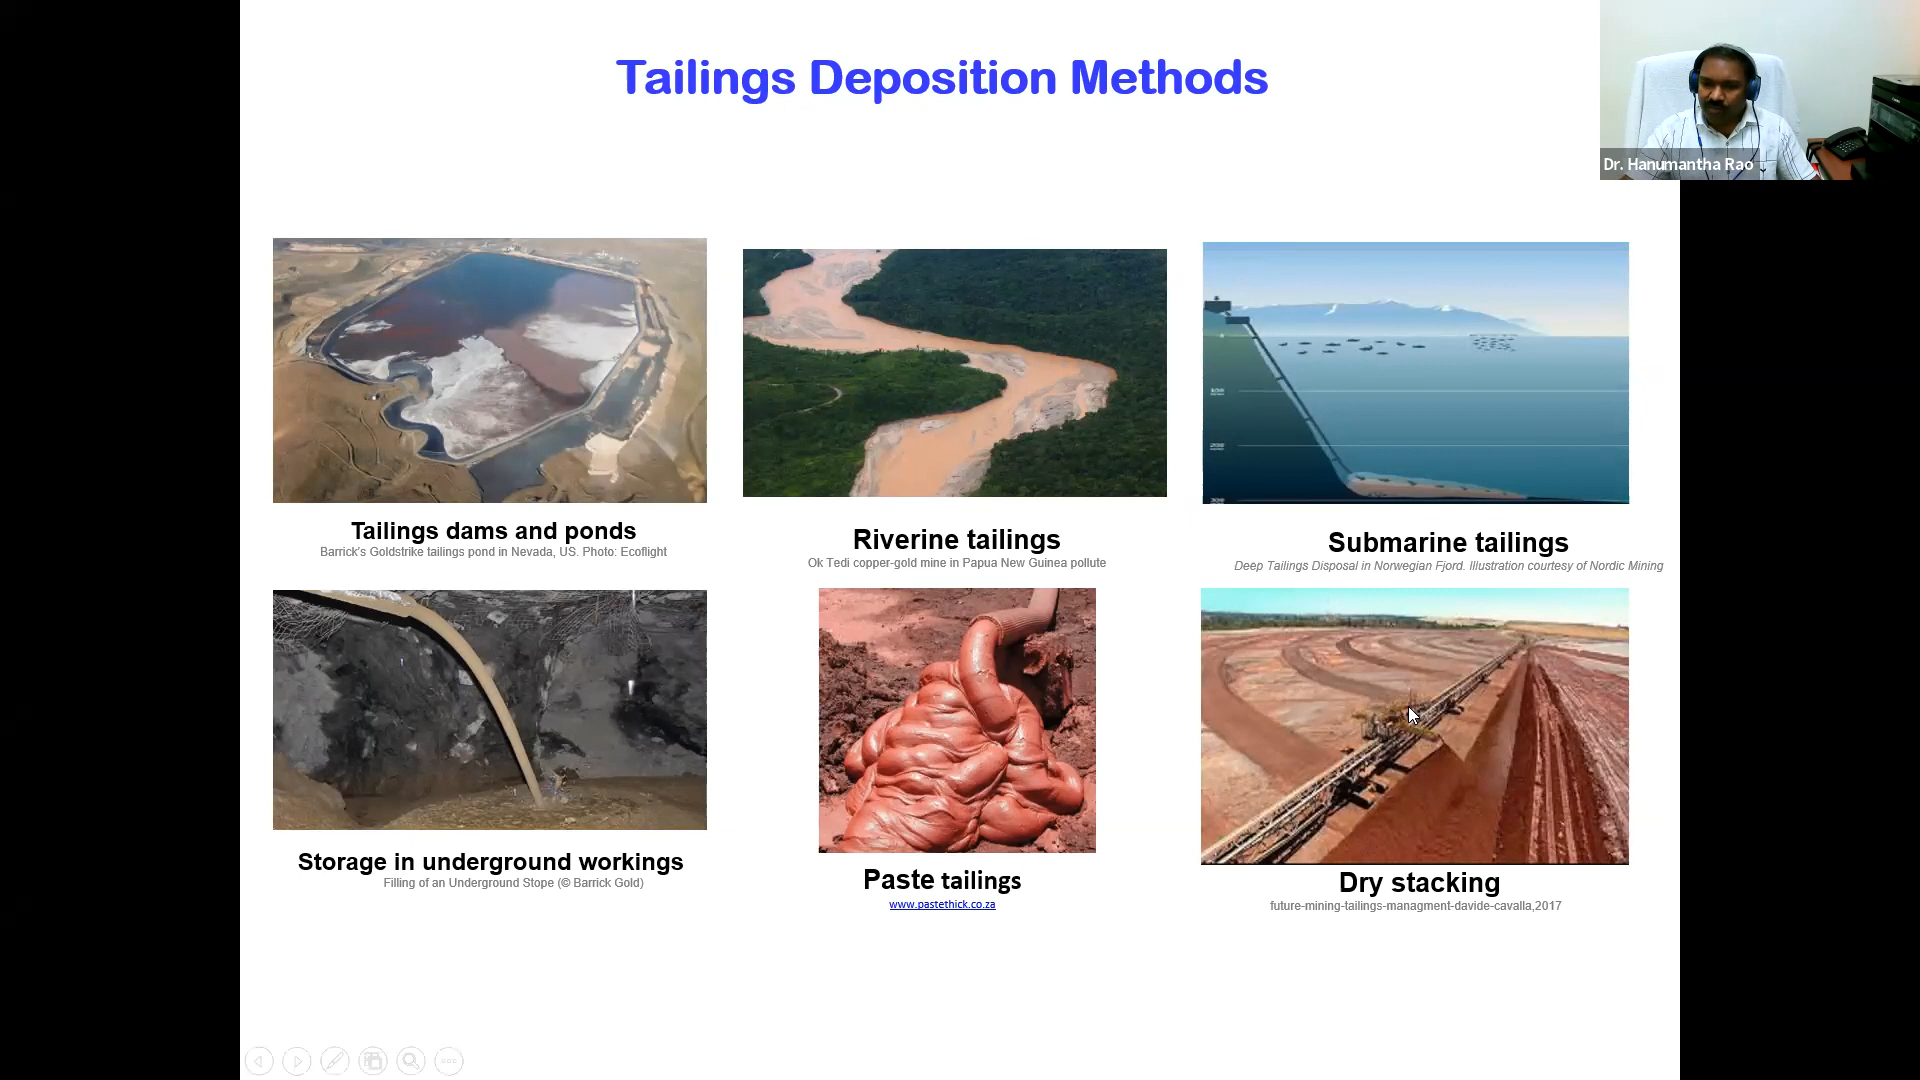 Tailings Deposition Methods
Dr. Hanumantha Rao
Tailings dams and ponds
Barrick's Goldstrike tailings pond in Nevada, US. Photo: Ecoflight
Riverine tailings
Ok Tedi copper-gold mine in Papua New Guinea pollute
Submarine tailings
Deep Tailings Disposal in Norwegian Fjord. Illustration courtesy of Nordic Mining
Storage in underground workings
Filling of an Underground Stope (© Barrick Gold)
Paste tailings
www.pastethick.co.za
Dry stacking
future-mining-tailings-managment-davide-cavalla,2017